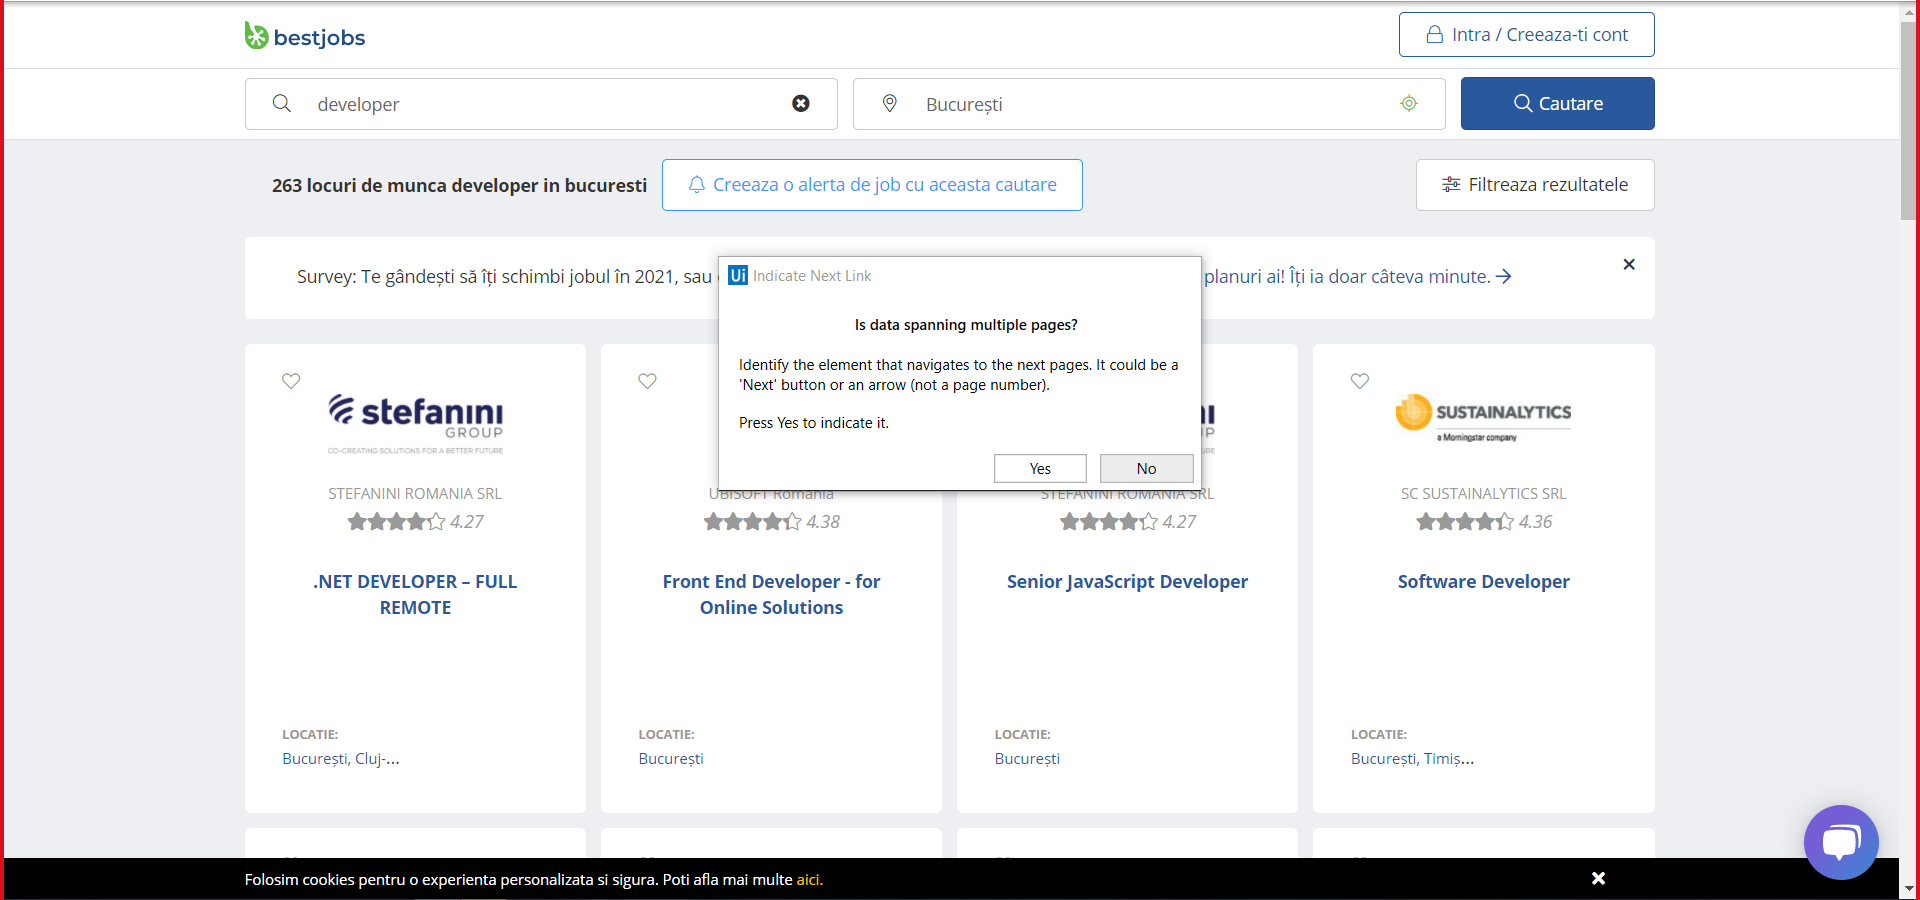 bestjobs
Intra / Creeaza-ti cont
developer
București
Cautare
263 locuri de munca developer in bucuresti
Creeaza o alerta de job cu aceasta cautare
Filtreaza rezultatele
Survey: Te gândești să îți schimbi jobul în 2021, sau
planuri ai! Îți ia doar câteva minute.
Ui Indicate Next Link
Is data spanning multiple pages?
Identify the element that navigates to the next pages. It could be a
'Next' button or an arrow (not a page number).
Press Yes to indicate it.
Yes
No
stefanini
GROUP
CO-CREATING SOLUTIONS FOR A BETTER FUTURE
STEFANINI ROMANIA SRL
4.27
.NET DEVELOPER – FULL
REMOTE
LOCATIE:
București, Cluj-...
UBISOFT Romania
4.38
Front End Developer - for
Online Solutions
LOCATIE:
București
STEFANINI ROMANIA SRL
4.27
Senior JavaScript Developer
LOCATIE:
București
SUSTAINALYTICS
a Morningstar company
SC SUSTAINALYTICS SRL
4.36
Software Developer
LOCATIE:
București, Timiș...
Folosim cookies pentru o experienta personalizata si sigura. Poti afla mai multe aici.